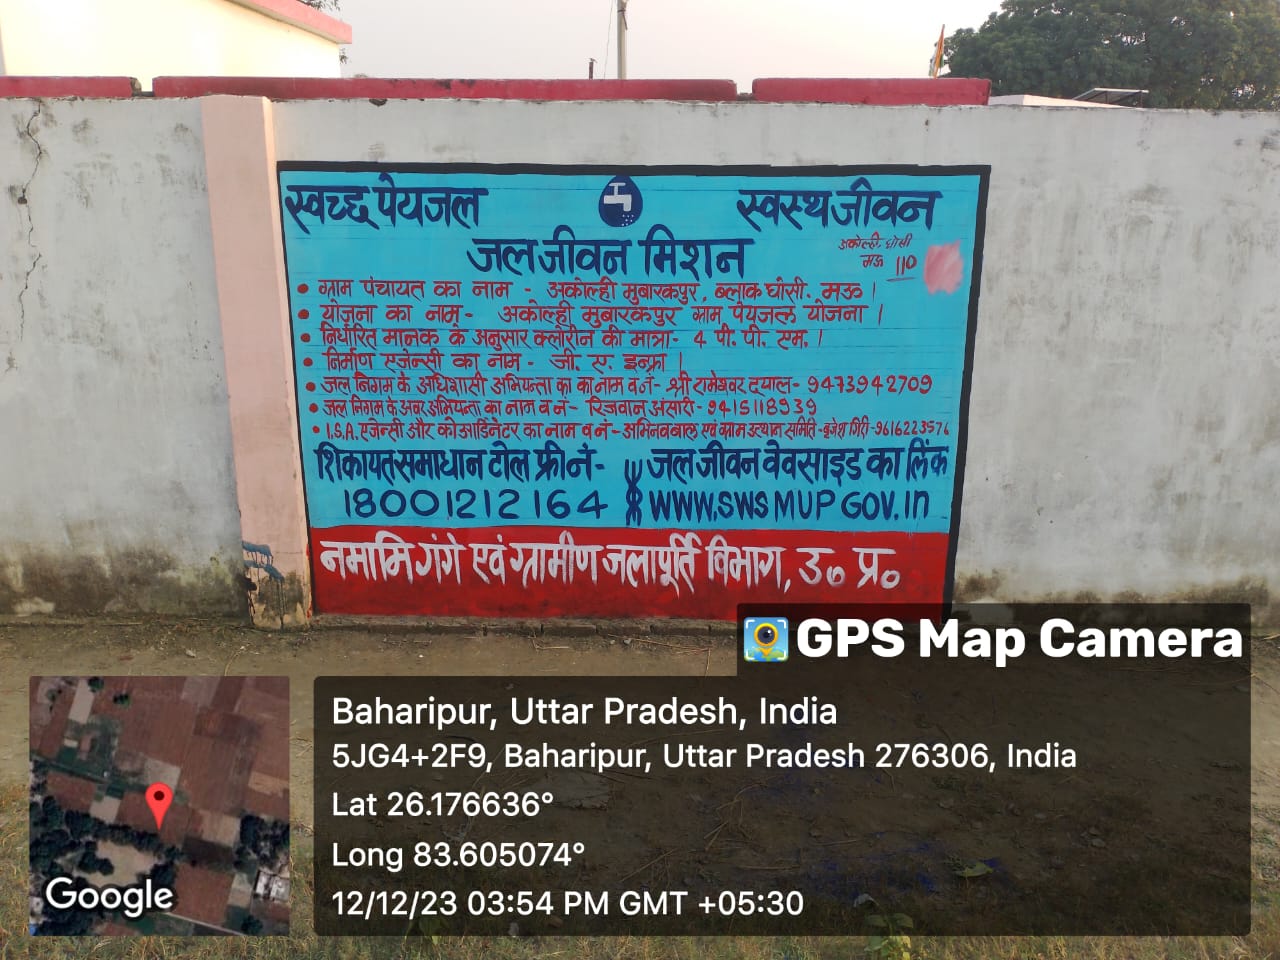 स्वच्छ पेयजल
स्वस्थ जीवन
जल जीवन मिशन
अकोल्ही, घोसी
मऊ 110
• ग्राम पंचायत का नाम - अकोल्ही मुबारकपुर, ब्लाक घोसी. मऊ।
• योजना का नाम- अकोल्ही मुबारकपुर ग्राम पेयजल योजना।
• निर्धारित मानक के अनुसार क्लोरीन की मात्रा- 4 पी. पी. एम.।
• निर्माण एजेन्सी का नाम - जी. ए. इन्फ्रा।
• जल निगम के अधिशासी अभियन्ता का का नाम व नं- श्री रामेश्वर दयाल- 9473942709
• जल निगम के अवर अभियन्ता का नाम व नं- रिजवान अंसारी- 9415118939
• I.S.A. एजेन्सी और कोआर्डिनेटर का नाम व नं- अभिनव बाल एवं ग्राम उत्थान समिति- बृजेश गिरी-9616223576
शिकायत समाधान टोल फ्री नं-
18001212164
जल जीवन वेवसाइड का लिंक
WWW.SWSMUP GOV.in
नमामि गंगे एवं ग्रामीण जलापूर्ति विभाग, उ० प्र०
GPS Map Camera
Baharipur, Uttar Pradesh, India
5JG4+2F9, Baharipur, Uttar Pradesh 276306, India
Lat 26.176636°
Long 83.605074°
12/12/23 03:54 PM GMT +05:30
Google